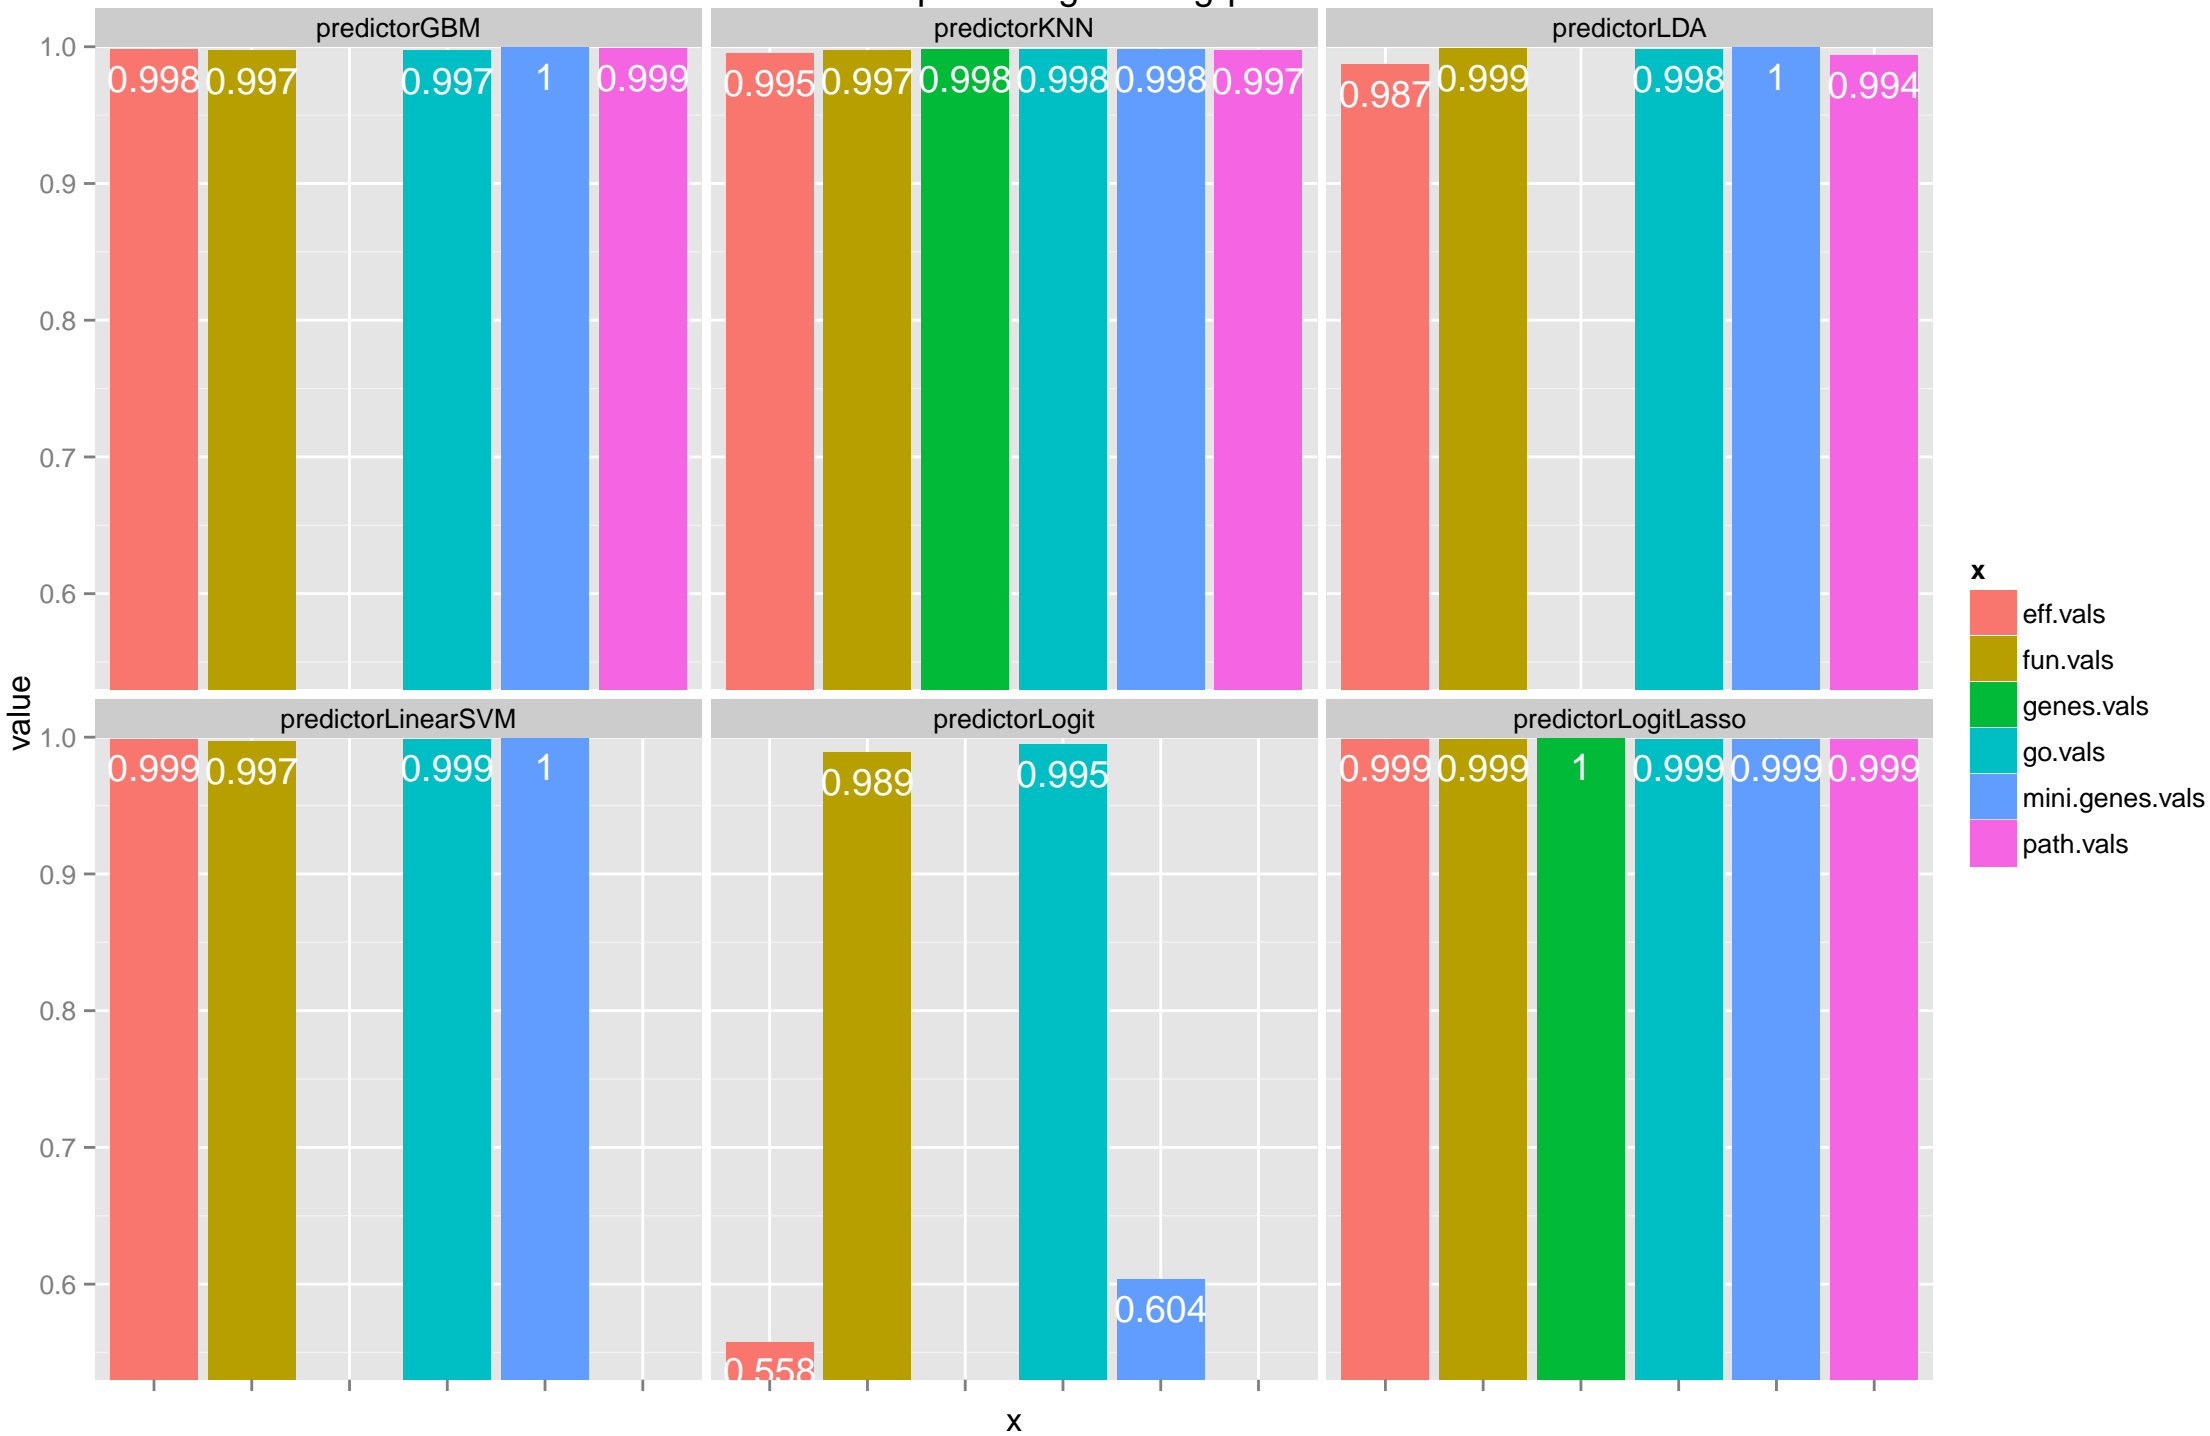 predictorGBM
predictorKNN
predictorLDA
1.0
0.9
0.8
0.7
0.6
0.998
0.997
0.997
1
0.999
0.995
0.997
0.998
0.998
0.998
0.997
0.987
0.999
0.998
1
0.994
value
predictorLinearSVM
predictorLogit
predictorLogitLasso
1.0
0.9
0.8
0.7
0.6
0.999
0.997
0.999
1
0.558
0.989
0.995
0.604
0.999
0.999
1
0.999
0.999
0.999
x
x
eff.vals
fun.vals
genes.vals
go.vals
mini.genes.vals
path.vals